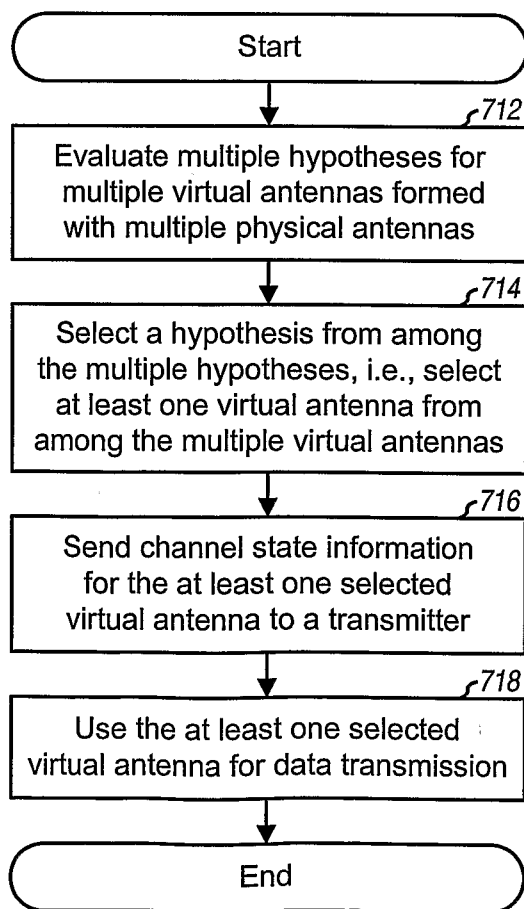 Start
712
Evaluate multiple hypotheses for
multiple virtual antennas formed
with multiple physical antennas
714
Select a hypothesis from among
the multiple hypotheses, i.e., select
at least one virtual antenna from
among the multiple virtual antennas
716
Send channel state information
for the at least one selected
virtual antenna to a transmitter
718
Use the at least one selected
virtual antenna for data transmission
End